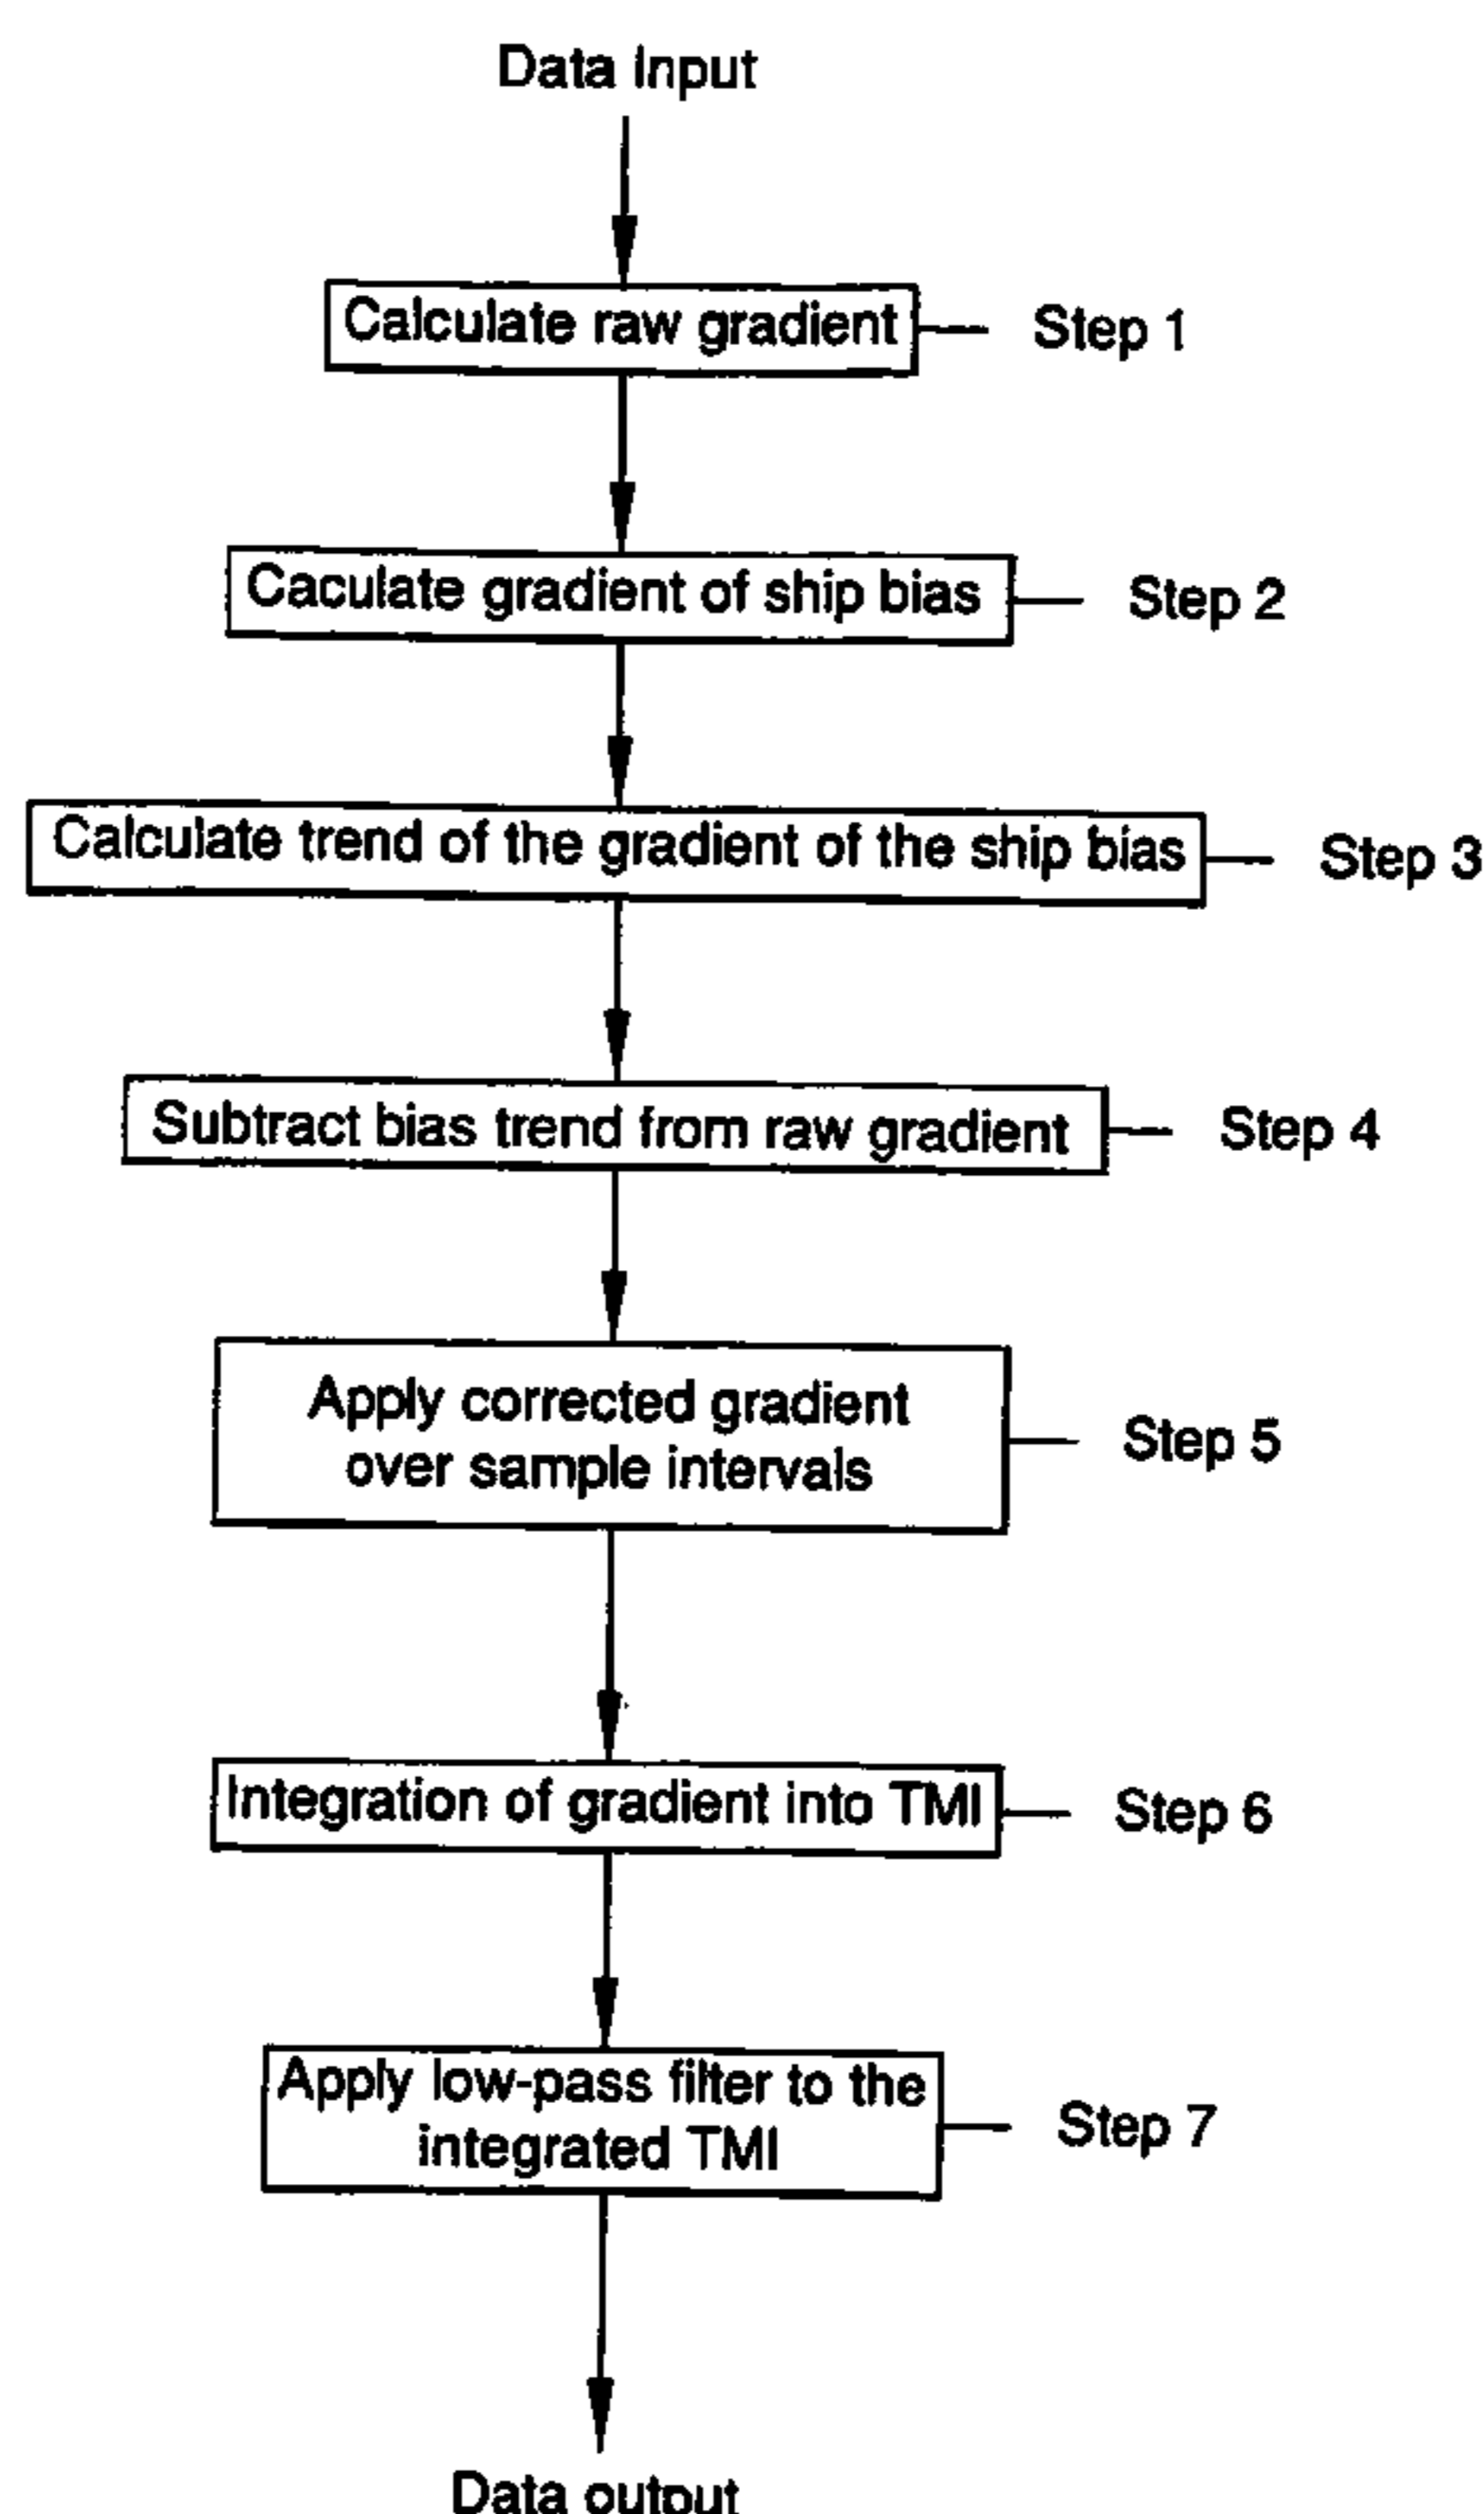 Data input
Calculate raw gradient
Step 1
Caculate gradient of ship bias
Step 2
Calculate trend of the gradient of the ship bias
Step 3
Subtract bias trend from raw gradient
Step 4
Apply corrected gradient
over sample intervals
Step 5
Integration of gradient into TMI
Step 6
Apply low-pass filter to the
integrated TMI
Step 7
Data output